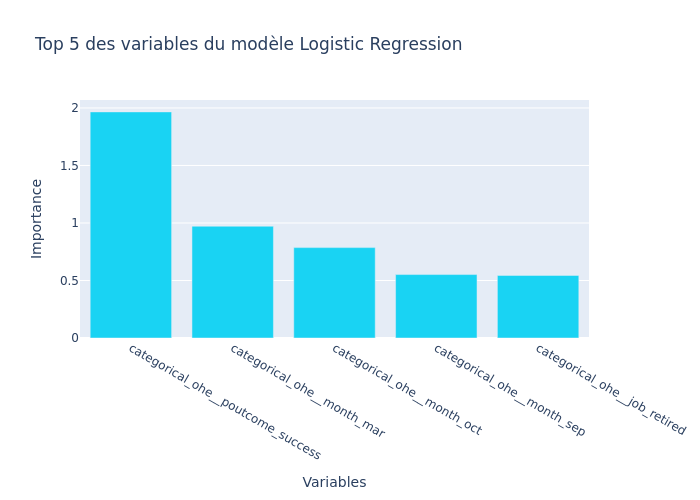 Top 5 des variables du modèle Logistic Regression
Importance
2
1.5
1
0.5
0
categorical_ohe__poutcome_success
categorical_ohe__month_mar
categorical_ohe__month_oct
categorical_ohe__month_sep
categorical_ohe__job_retired
Variables